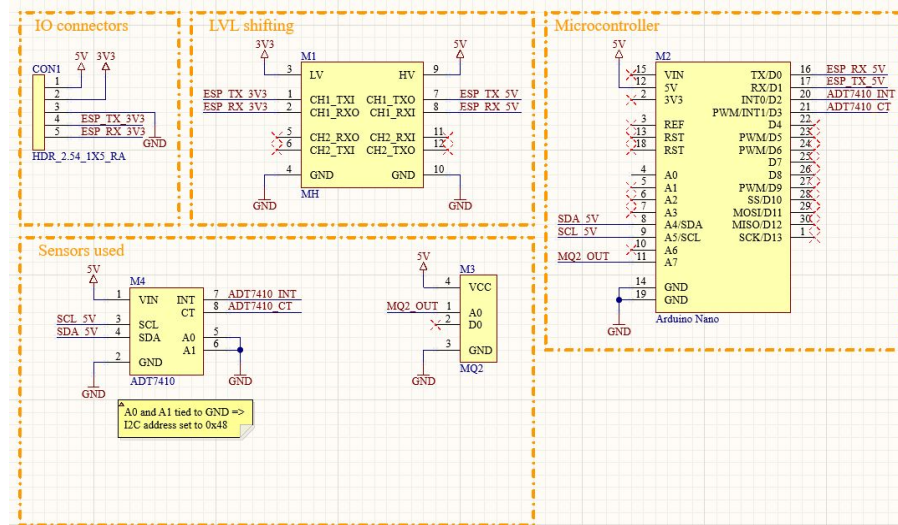 IO connectors
5V
3V3
CON1
1
2
3
4
5
ESP_TX_3V3
ESP_RX_3V3
GND
HDR_2.54_1X5_RA
LVL shifting
3V3
5V
M1
3 LV HV 9
ESP_TX_3V3 1 CH1_TXI CH1_TXO 7 ESP_TX_5V
ESP_RX_3V3 2 CH1_RXO CH1_RXI 8 ESP_RX_5V
5 CH2_RXO CH2_RXI 11
6 CH2_TXI CH2_TXO 12
4 GND GND 10
GND
MH
GND
Microcontroller
5V
M2
15 VIN TX/D0 16 ESP_RX_5V
12 5V RX/D1 17 ESP_TX_5V
2 3V3 INT0/D2 20 ADT7410_INT
PWM/INT1/D3 21 ADT7410_CT
3 REF D4 22
13 RST PWM/D5 23
18 RST PWM/D6 24
D7 25
4 A0 D8 26
5 A1 PWM/D9 27
6 A2 SS/D10 28
7 A3 MOSI/D11 29
SDA_5V 8 A4/SDA MISO/D12 30
SCL_5V 9 A5/SCL SCK/D13 1
10 A6
MQ2_OUT 11 A7
14 GND
19 GND
GND
Arduino Nano
Sensors used
5V
M4
1 VIN INT 7 ADT7410_INT
CT 8 ADT7410_CT
SCL_5V 3 SCL
SDA_5V 4 SDA A0 5
A1 6
2 GND
GND
ADT7410
GND
A0 and A1 tied to GND =>
I2C address set to 0x48
5V
M3
4 VCC
MQ2_OUT 1 A0
2 D0
3 GND
GND
MQ2